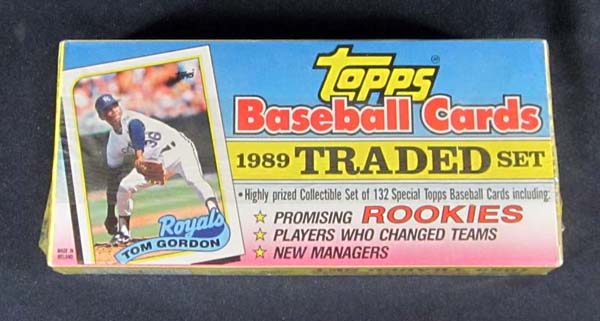 Topps
Baseball Cards
1989 TRADED SET
• Highly prized Collectible Set of 132 Special Topps Baseball Cards including:
PROMISING ROOKIES
PLAYERS WHO CHANGED TEAMS
NEW MANAGERS
Topps
36
Royals
TOM GORDON
MADE IN
IRELAND